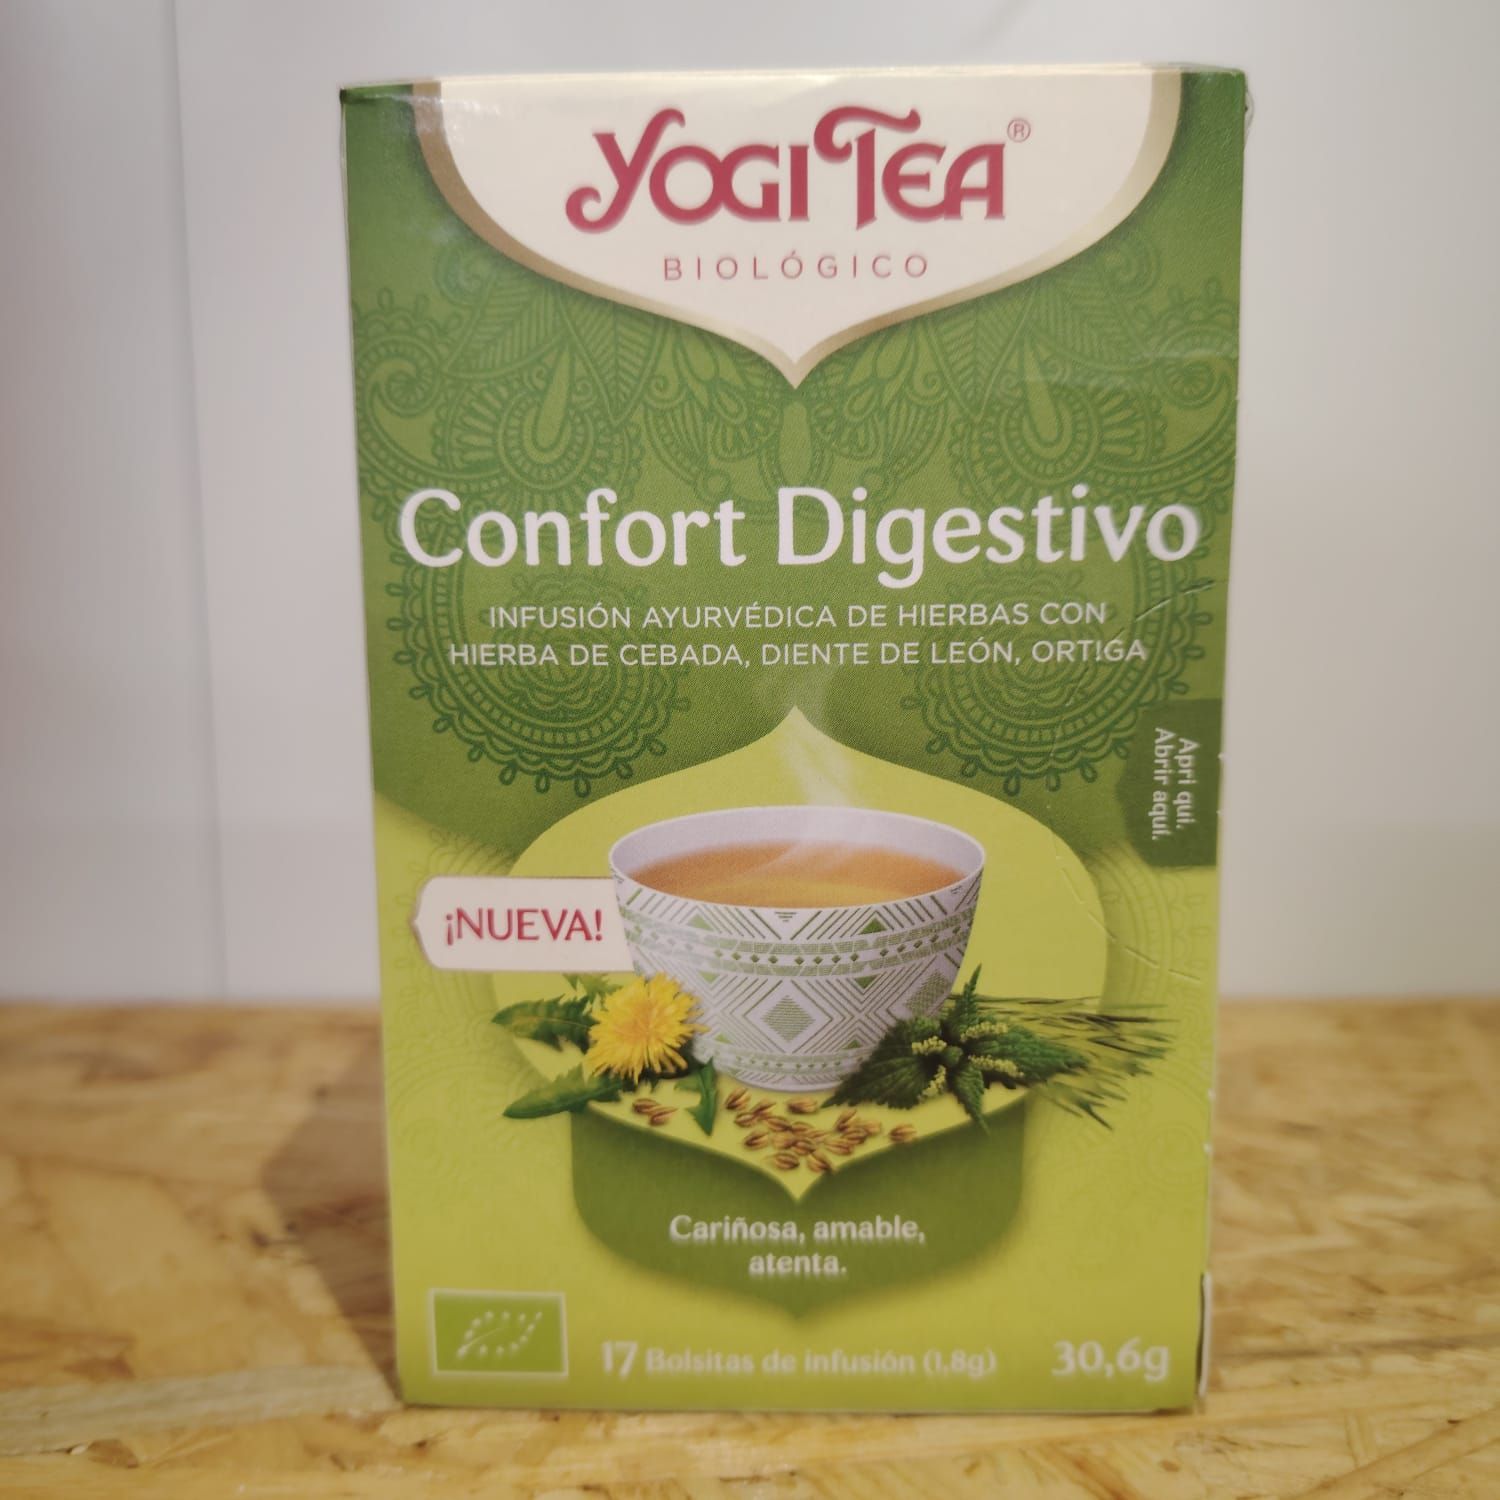 YOGI TEA®
BIOLÓGICO
Confort Digestivo
INFUSIÓN AYURVÉDICA DE HIERBAS CON
HIERBA DE CEBADA, DIENTE DE LEÓN, ORTIGA
Apri qui.
Abrir aquí.
¡NUEVA!
Cariñosa, amable,
atenta.
17 Bolsitas de infusión (1,8g) 30,6g